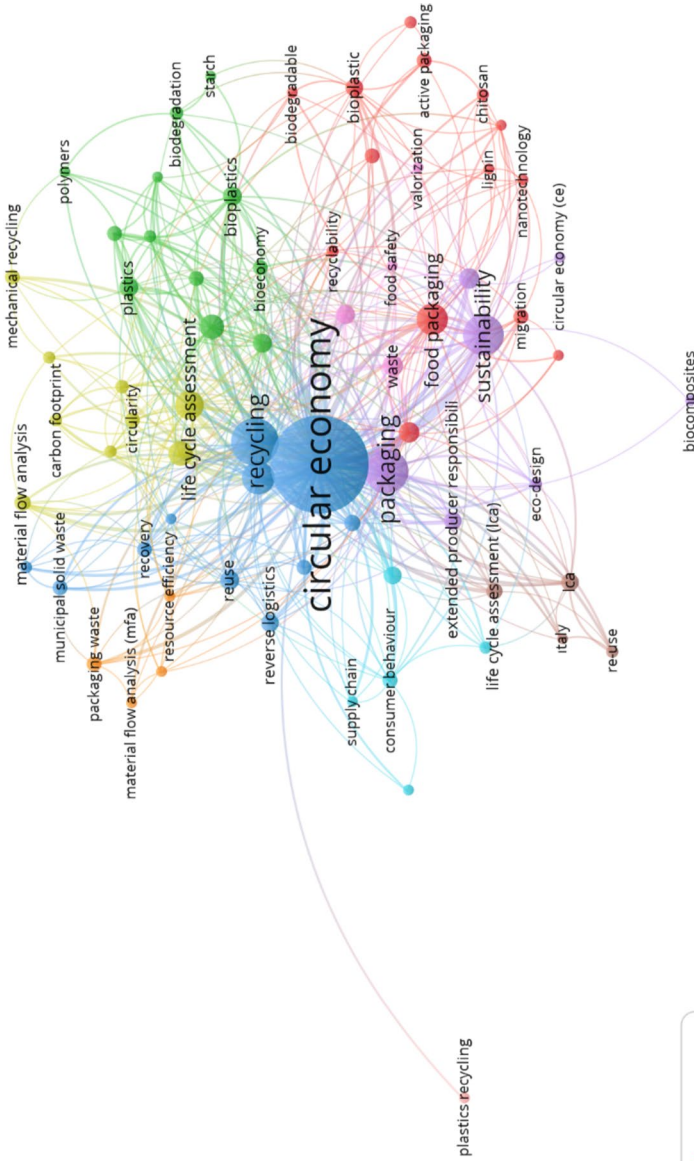 mechanical recycling
polymers
biodegradation
starch
biodegradable
bioplastic
active packaging
chitosan
lignin
nanotechnology
valorization
bioplastics
plastics
bioeconomy
recyclability
food safety
circular economy (ce)
migration
food packaging
sustainability
waste
carbon footprint
circularity
life cycle assessment
recycling
circular economy
packaging
material flow analysis
municipal solid waste
recovery
resource efficiency
reuse
reverse logistics
packaging waste
material flow analysis (mfa)
supply chain
consumer behaviour
extended producer responsibili
eco-design
life cycle assessment (lca)
lca
italy
re-use
biocomposites
plastics recycling